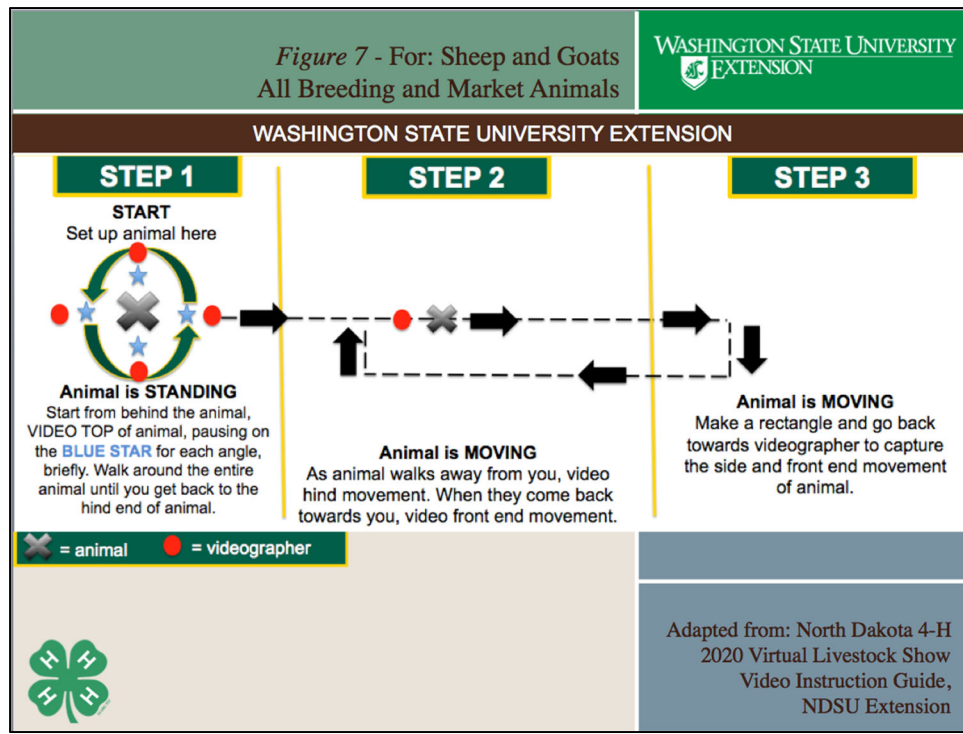 Figure 7 - For: Sheep and Goats
All Breeding and Market Animals
WASHINGTON STATE UNIVERSITY
EXTENSION
WASHINGTON STATE UNIVERSITY EXTENSION
STEP 1
START
Set up animal here
Animal is STANDING
Start from behind the animal,
VIDEO TOP of animal, pausing on
the BLUE STAR for each angle,
briefly. Walk around the entire
animal until you get back to the
hind end of animal.
STEP 2
Animal is MOVING
As animal walks away from you, video
hind movement. When they come back
towards you, video front end movement.
STEP 3
Animal is MOVING
Make a rectangle and go back
towards videographer to capture
the side and front end movement
of animal.
= animal
= videographer
H H
H H
Adapted from: North Dakota 4-H
2020 Virtual Livestock Show
Video Instruction Guide,
NDSU Extension